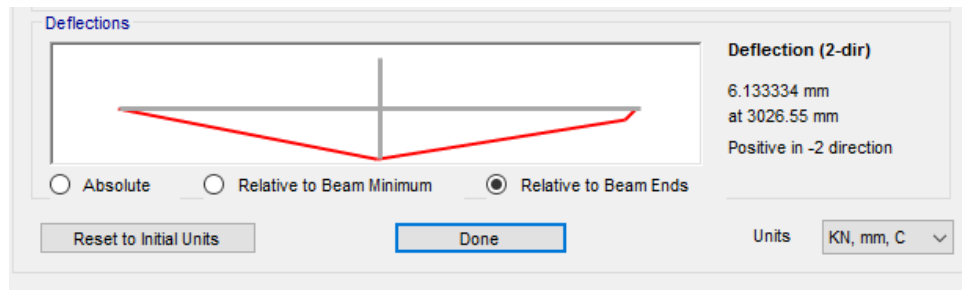 Deflections
Deflection (2-dir)
6.133334 mm
at 3026.55 mm
Positive in -2 direction
Absolute
Relative to Beam Minimum
Relative to Beam Ends
Reset to Initial Units
Done
Units
KN, mm, C